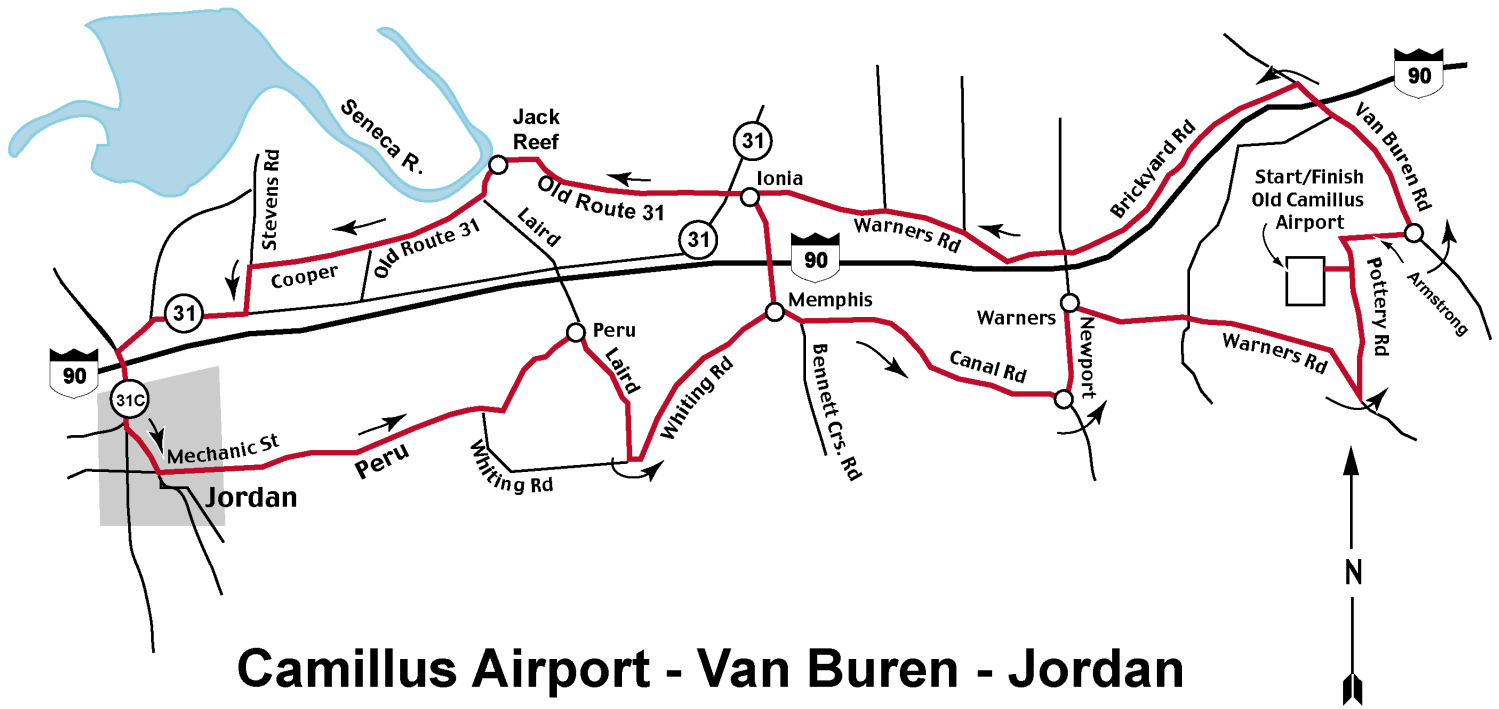 90
Seneca R.
Jack
Reef
31
Van Buren Rd
Brickyard Rd
Stevens Rd
Ionia
Start/Finish
Old Camillus
Airport
Old Route 31
Laird
Warners Rd
Old Route 31
31
Cooper
90
Armstrong
Pottery Rd
31
Memphis
Warners
Newport
Peru
Warners Rd
Laird
Bennett Crs. Rd
Canal Rd
90
Whiting Rd
31C
Mechanic St
Peru
Whiting Rd
Jordan
N
Camillus Airport - Van Buren - Jordan